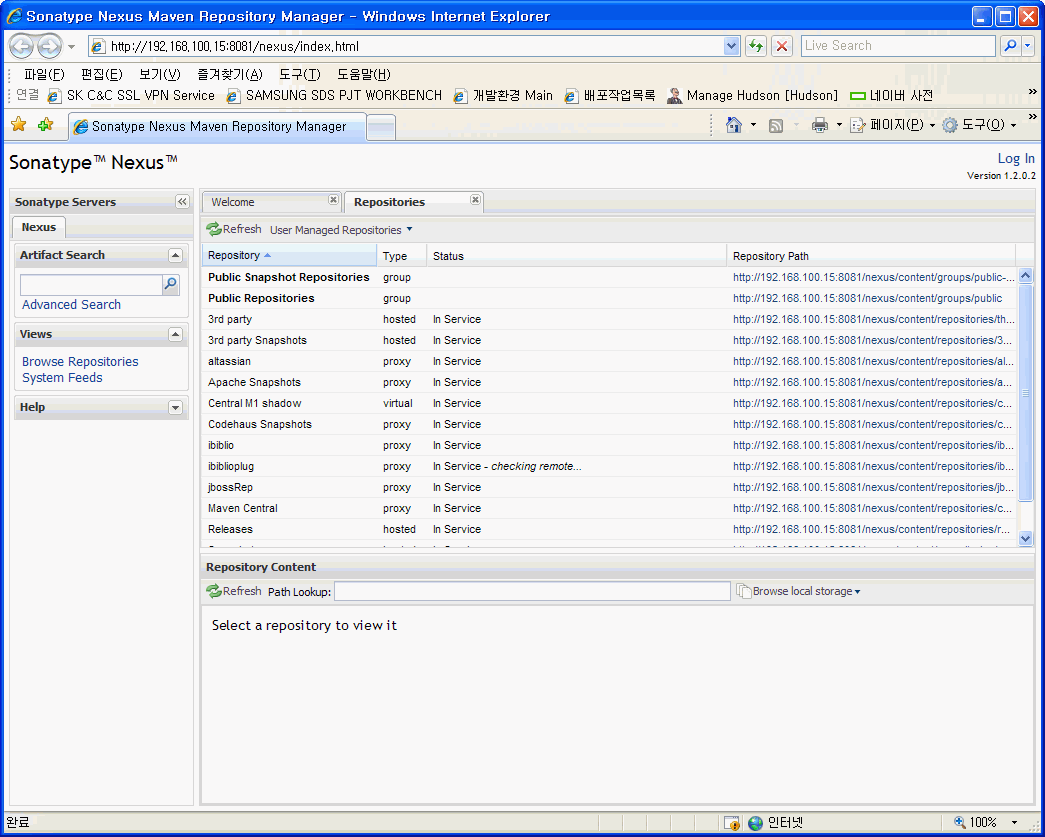 Sonatype Nexus Maven Repository Manager - Windows Internet Explorer
http://192.168.100.15:8081/nexus/index.html Live Search
파일(F) 편집(E) 보기(V) 즐겨찾기(A) 도구(T) 도움말(H)
연결 SK C&C SSL VPN Service SAMSUNG SDS PJT WORKBENCH 개발환경 Main 배포작업목록 Manage Hudson [Hudson] 네이버 사전 »
Sonatype Nexus Maven Repository Manager 페이지(P) 도구(O) »
Sonatype™ Nexus™ Log In
Version 1.2.0.2
Sonatype Servers Welcome Repositories
Nexus Refresh User Managed Repositories
Artifact Search Repository Type Status Repository Path
Public Snapshot Repositories group http://192.168.100.15:8081/nexus/content/groups/public-...
Advanced Search Public Repositories group http://192.168.100.15:8081/nexus/content/groups/public
3rd party hosted In Service http://192.168.100.15:8081/nexus/content/repositories/th...
Views 3rd party Snapshots hosted In Service http://192.168.100.15:8081/nexus/content/repositories/3...
Browse Repositories altassian proxy In Service http://192.168.100.15:8081/nexus/content/repositories/al...
System Feeds Apache Snapshots proxy In Service http://192.168.100.15:8081/nexus/content/repositories/a...
Help Central M1 shadow virtual In Service http://192.168.100.15:8081/nexus/content/repositories/c...
Codehaus Snapshots proxy In Service http://192.168.100.15:8081/nexus/content/repositories/c...
ibiblio proxy In Service http://192.168.100.15:8081/nexus/content/repositories/ib...
ibiblioplug proxy In Service - checking remote... http://192.168.100.15:8081/nexus/content/repositories/ib...
jbossRep proxy In Service http://192.168.100.15:8081/nexus/content/repositories/jb...
Maven Central proxy In Service http://192.168.100.15:8081/nexus/content/repositories/c...
Releases hosted In Service http://192.168.100.15:8081/nexus/content/repositories/r...
Repository Content
Refresh Path Lookup: Browse local storage
Select a repository to view it
완료 인터넷 100%